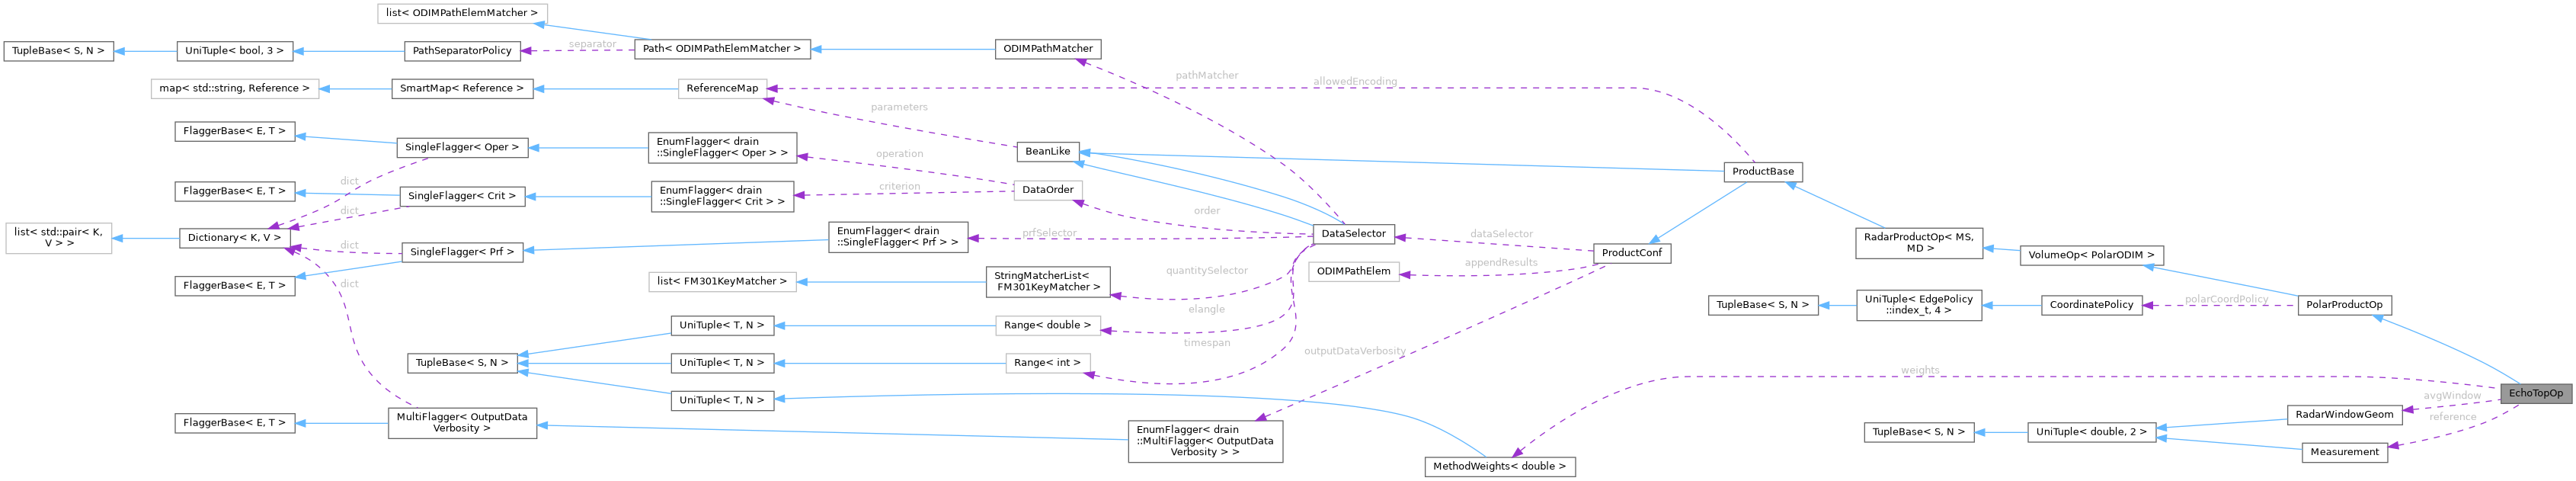 list< ODIMPathElemMatcher >
TupleBase< S, N >
UniTuple< bool, 3 >
PathSeparatorPolicy
separator
Path< ODIMPathElemMatcher >
ODIMPathMatcher
pathMatcher
allowedEncoding
map< std::string, Reference >
SmartMap< Reference >
ReferenceMap
parameters
FlaggerBase< E, T >
SingleFlagger< Oper >
EnumFlagger< drain
::SingleFlagger< Oper > >
operation
BeanLike
ProductBase
dict
FlaggerBase< E, T >
SingleFlagger< Crit >
EnumFlagger< drain
::SingleFlagger< Crit > >
criterion
DataOrder
dict
order
list< std::pair< K,
V > >
Dictionary< K, V >
dict
SingleFlagger< Prf >
EnumFlagger< drain
::SingleFlagger< Prf > >
prfSelector
DataSelector
dataSelector
ProductConf
RadarProductOp< MS,
MD >
VolumeOp< PolarODIM >
FlaggerBase< E, T >
dict
list< FM301KeyMatcher >
StringMatcherList<
FM301KeyMatcher >
quantitySelector
ODIMPathElem
appendResults
TupleBase< S, N >
UniTuple< EdgePolicy
::index_t, 4 >
CoordinatePolicy
polarCoordPolicy
PolarProductOp
elangle
UniTuple< T, N >
Range< double >
timespan
outputDataVerbosity
TupleBase< S, N >
UniTuple< T, N >
Range< int >
weights
UniTuple< T, N >
EchoTopOp
avgWindow
reference
RadarWindowGeom
FlaggerBase< E, T >
MultiFlagger< OutputData
Verbosity >
EnumFlagger< drain
::MultiFlagger< OutputData
Verbosity > >
TupleBase< S, N >
UniTuple< double, 2 >
Measurement
MethodWeights< double >